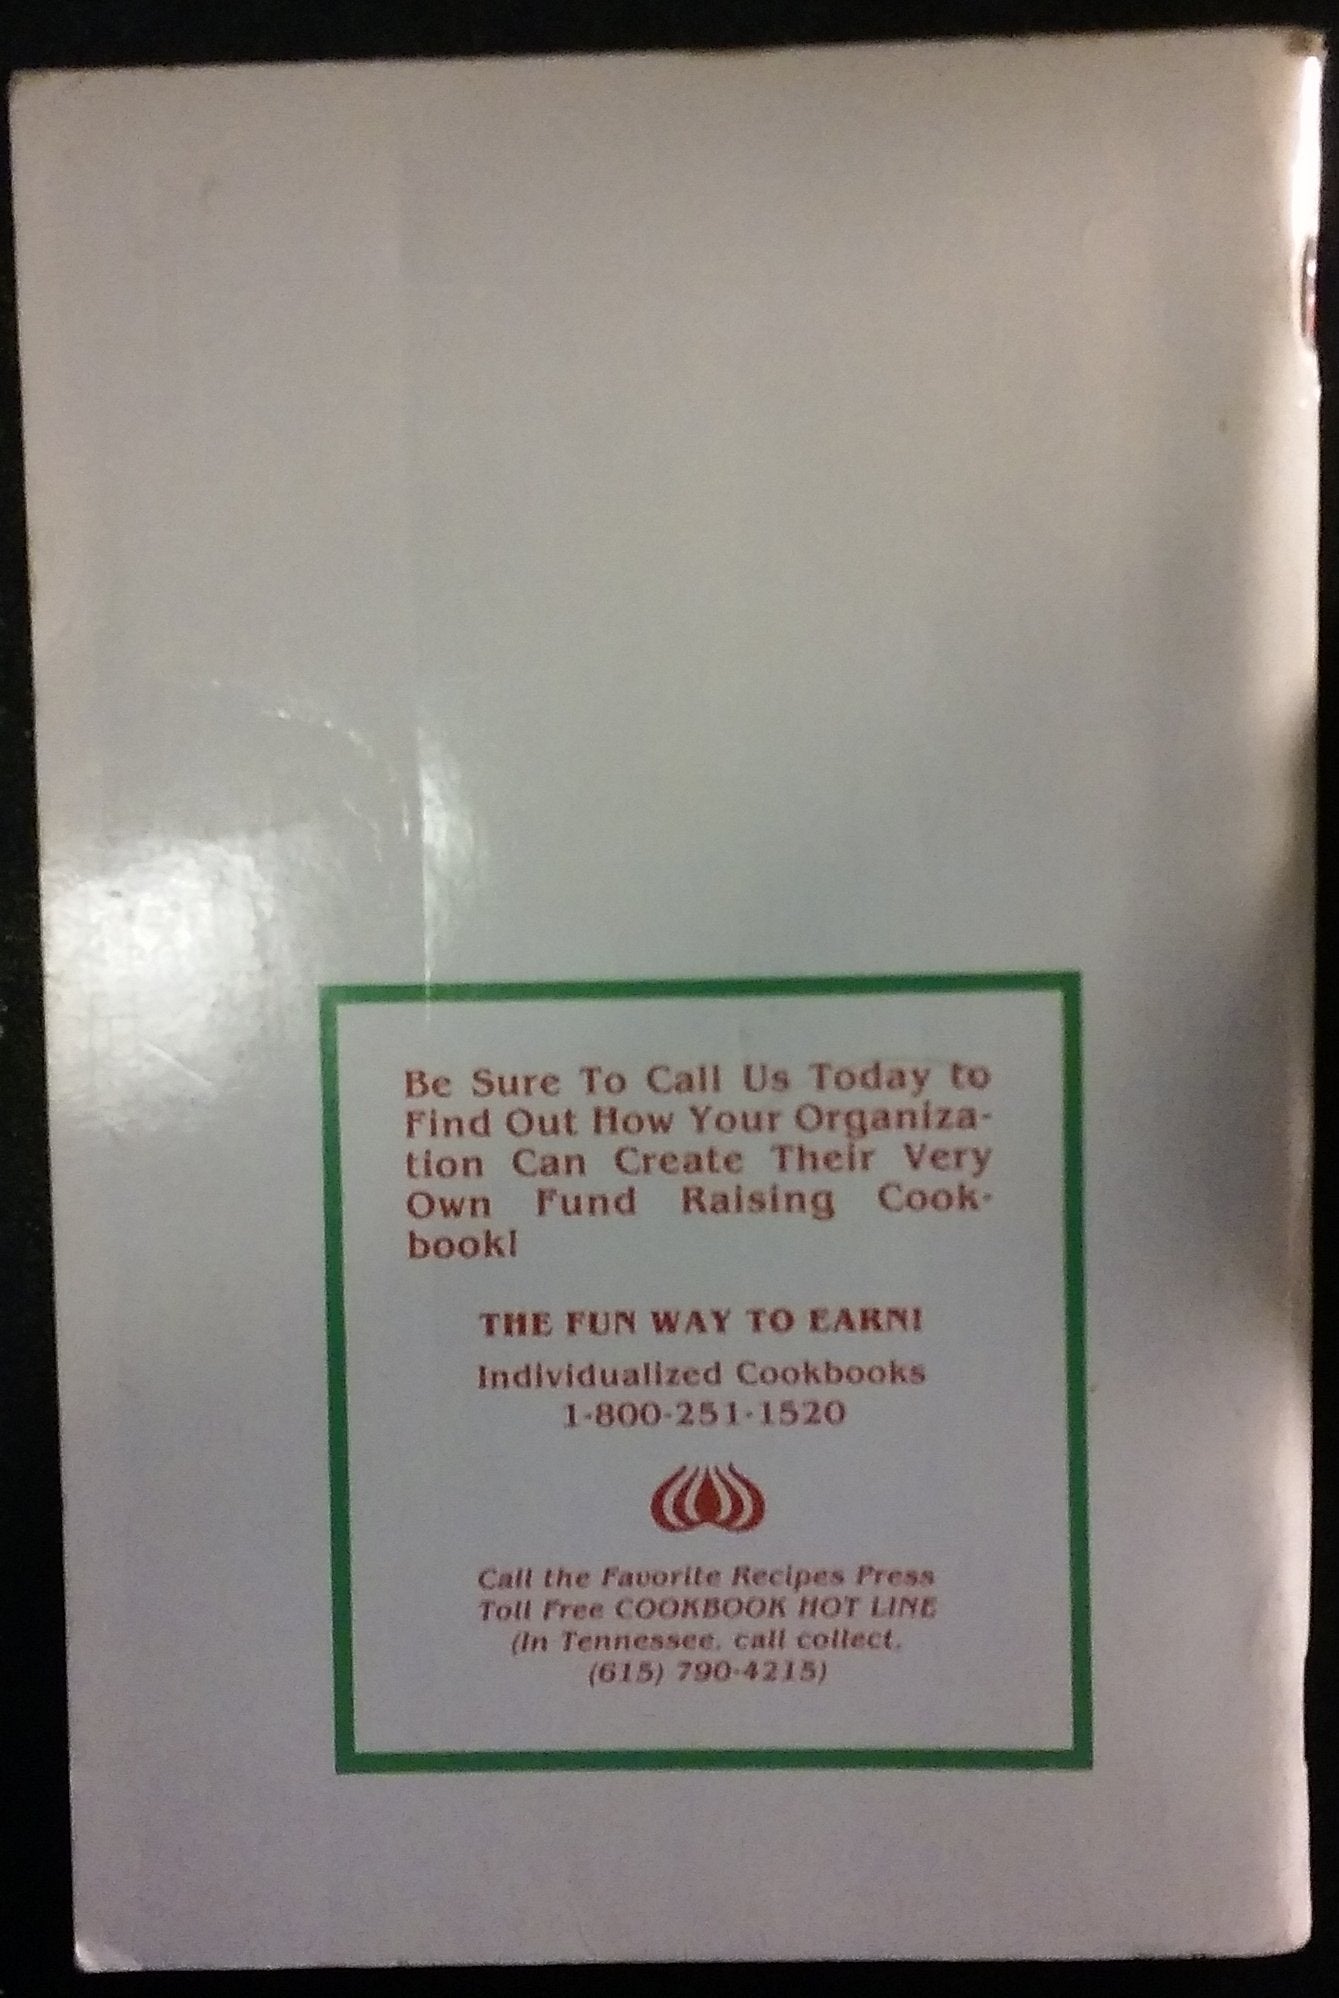 Be Sure To Call Us Today to
Find Out How Your Organiza-
tion Can Create Their Very
Own Fund Raising Cook-
book!
THE FUN WAY TO EARN!
Individualized Cookbooks
1-800-251-1520
Call the Favorite Recipes Press
Toll Free COOKBOOK HOT LINE
(In Tennessee, call collect,
(615) 790-4215)